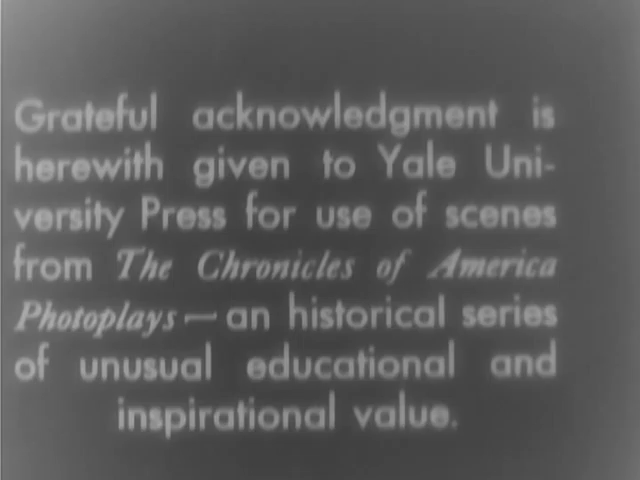 Grateful acknowledgment is
herewith given to Yale Uni-
versity Press for use of scenes
from The Chronicles of America
Photoplays — an historical series
of unusual educational and
inspirational value.